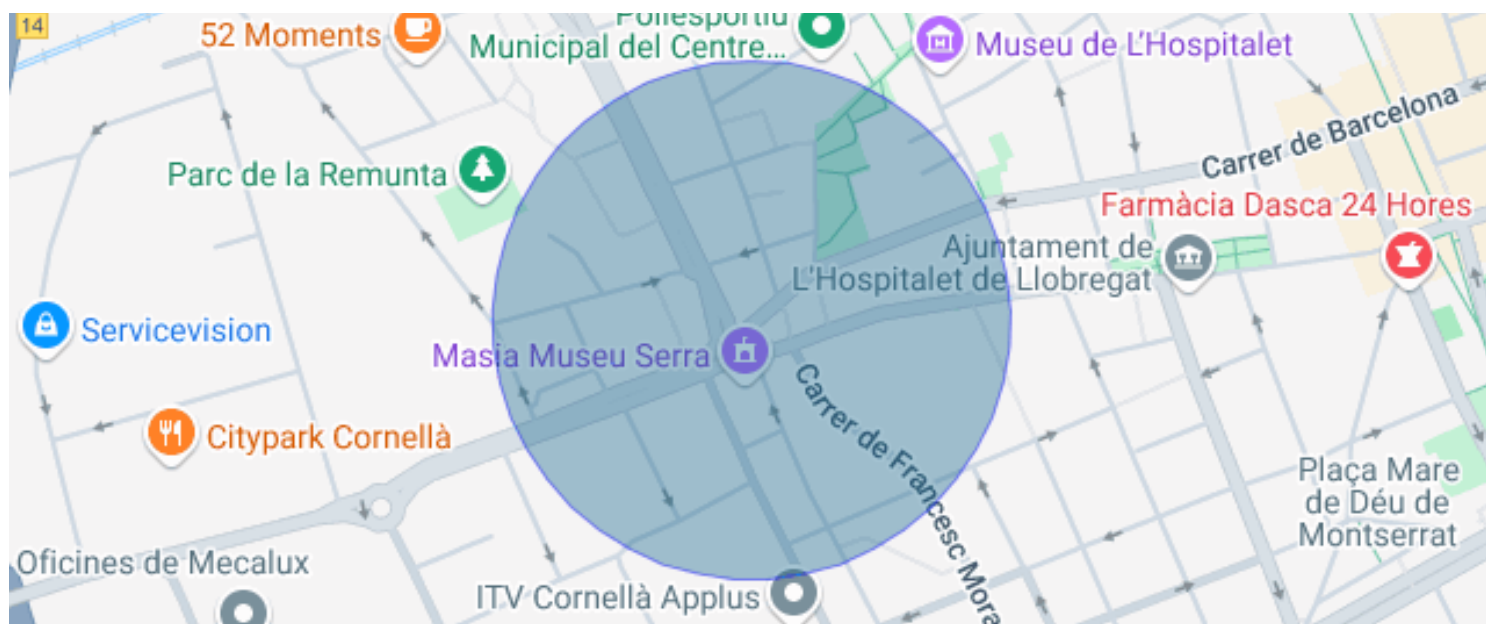 14
52 Moments
Poliesportiu
Municipal del Centre...
Museu de L'Hospitalet
Carrer de Barcelona
Parc de la Remunta
Farmàcia Dasca 24 Hores
Ajuntament de
L'Hospitalet de Llobregat
Servicevision
Masia Museu Serra
Citypark Cornellà
Carrer de Francesc Mora
Plaça Mare
de Déu de
Montserrat
Oficines de Mecalux
ITV Cornellà Applus